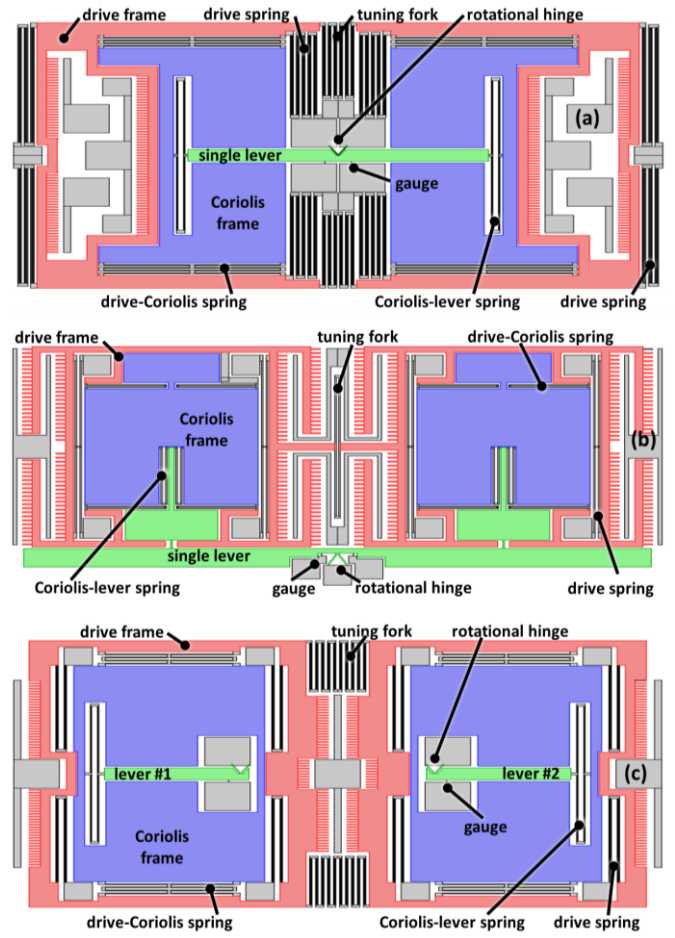 drive frame
drive spring
tuning fork
rotational hinge
(a)
single lever
gauge
Coriolis
frame
drive-Coriolis spring
Coriolis-lever spring
drive spring
drive frame
tuning fork
drive-Coriolis spring
Coriolis
frame
(b)
single lever
Coriolis-lever spring
gauge
rotational hinge
drive spring
drive frame
tuning fork
rotational hinge
lever #1
lever #2
(c)
gauge
Coriolis
frame
drive-Coriolis spring
Coriolis-lever spring
drive spring